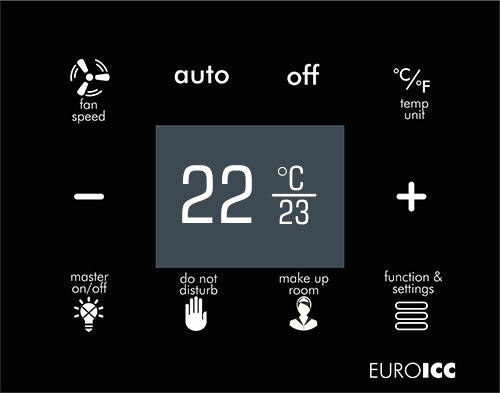 auto off °C/°F
fan
speed
temp
unit
22 °C
23
− +
master
on/off
do not
disturb
make up
room
function &
settings
EUROICC